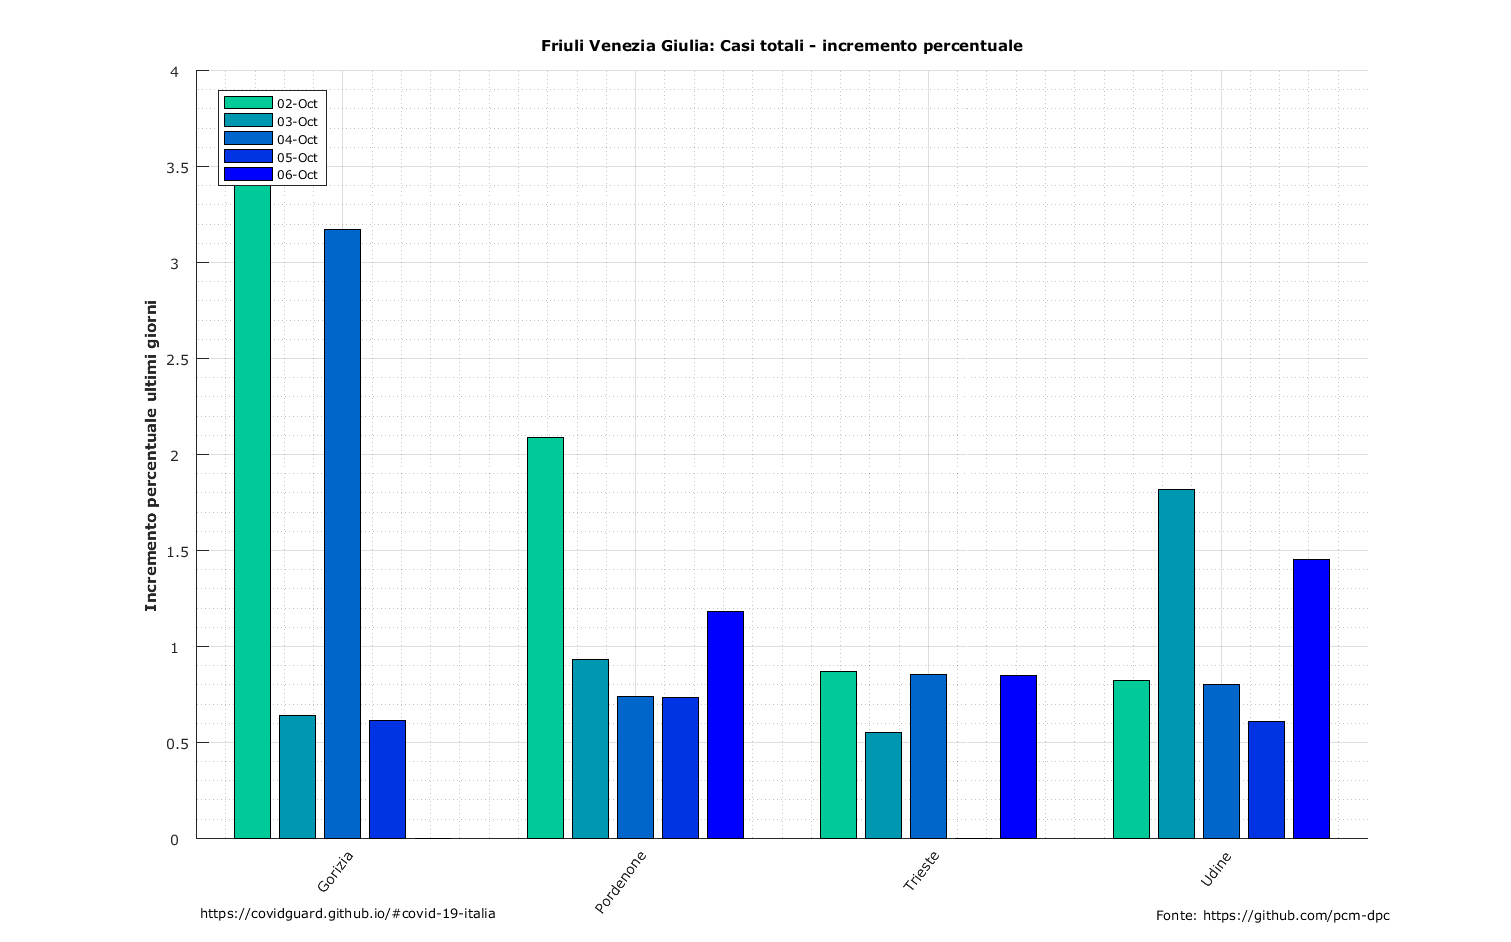 Friuli Venezia Giulia: Casi totali - incremento percentuale
4
3.5
3
2.5
2
1.5
1
0.5
0
Incremento percentuale ultimi giorni
02-Oct
03-Oct
04-Oct
05-Oct
06-Oct
Gorizia
Pordenone
Trieste
Udine
https://covidguard.github.io/#covid-19-italia
Fonte: https://github.com/pcm-dpc